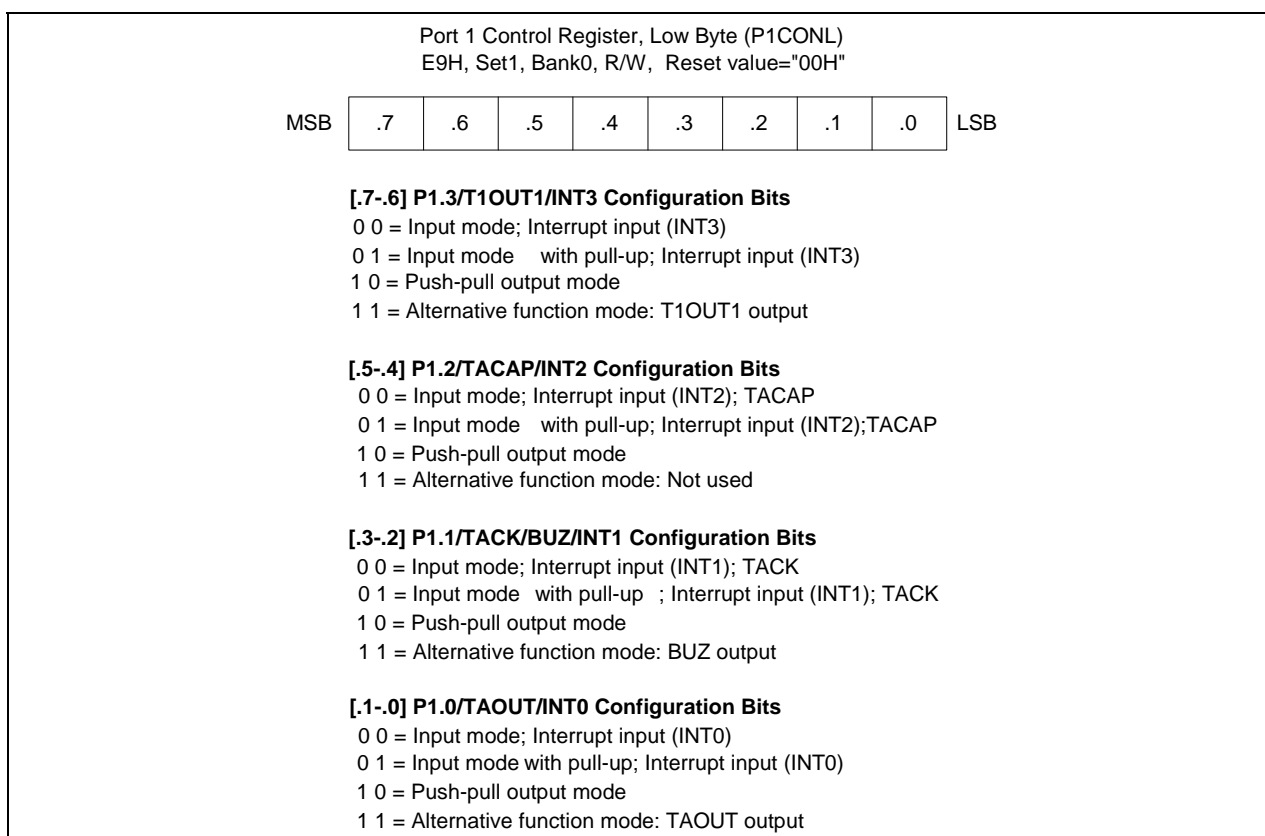 Port 1 Control Register, Low Byte (P1CONL)
E9H, Set1, Bank0, R/W, Reset value="00H"
MSB .7 .6 .5 .4 .3 .2 .1 .0 LSB
[.7-.6] P1.3/T1OUT1/INT3 Configuration Bits
0 0 = Input mode; Interrupt input (INT3)
0 1 = Input mode with pull-up; Interrupt input (INT3)
1 0 = Push-pull output mode
1 1 = Alternative function mode: T1OUT1 output
[.5-.4] P1.2/TACAP/INT2 Configuration Bits
0 0 = Input mode; Interrupt input (INT2); TACAP
0 1 = Input mode with pull-up; Interrupt input (INT2);TACAP
1 0 = Push-pull output mode
1 1 = Alternative function mode: Not used
[.3-.2] P1.1/TACK/BUZ/INT1 Configuration Bits
0 0 = Input mode; Interrupt input (INT1); TACK
0 1 = Input mode with pull-up ; Interrupt input (INT1); TACK
1 0 = Push-pull output mode
1 1 = Alternative function mode: BUZ output
[.1-.0] P1.0/TAOUT/INT0 Configuration Bits
0 0 = Input mode; Interrupt input (INT0)
0 1 = Input mode with pull-up; Interrupt input (INT0)
1 0 = Push-pull output mode
1 1 = Alternative function mode: TAOUT output